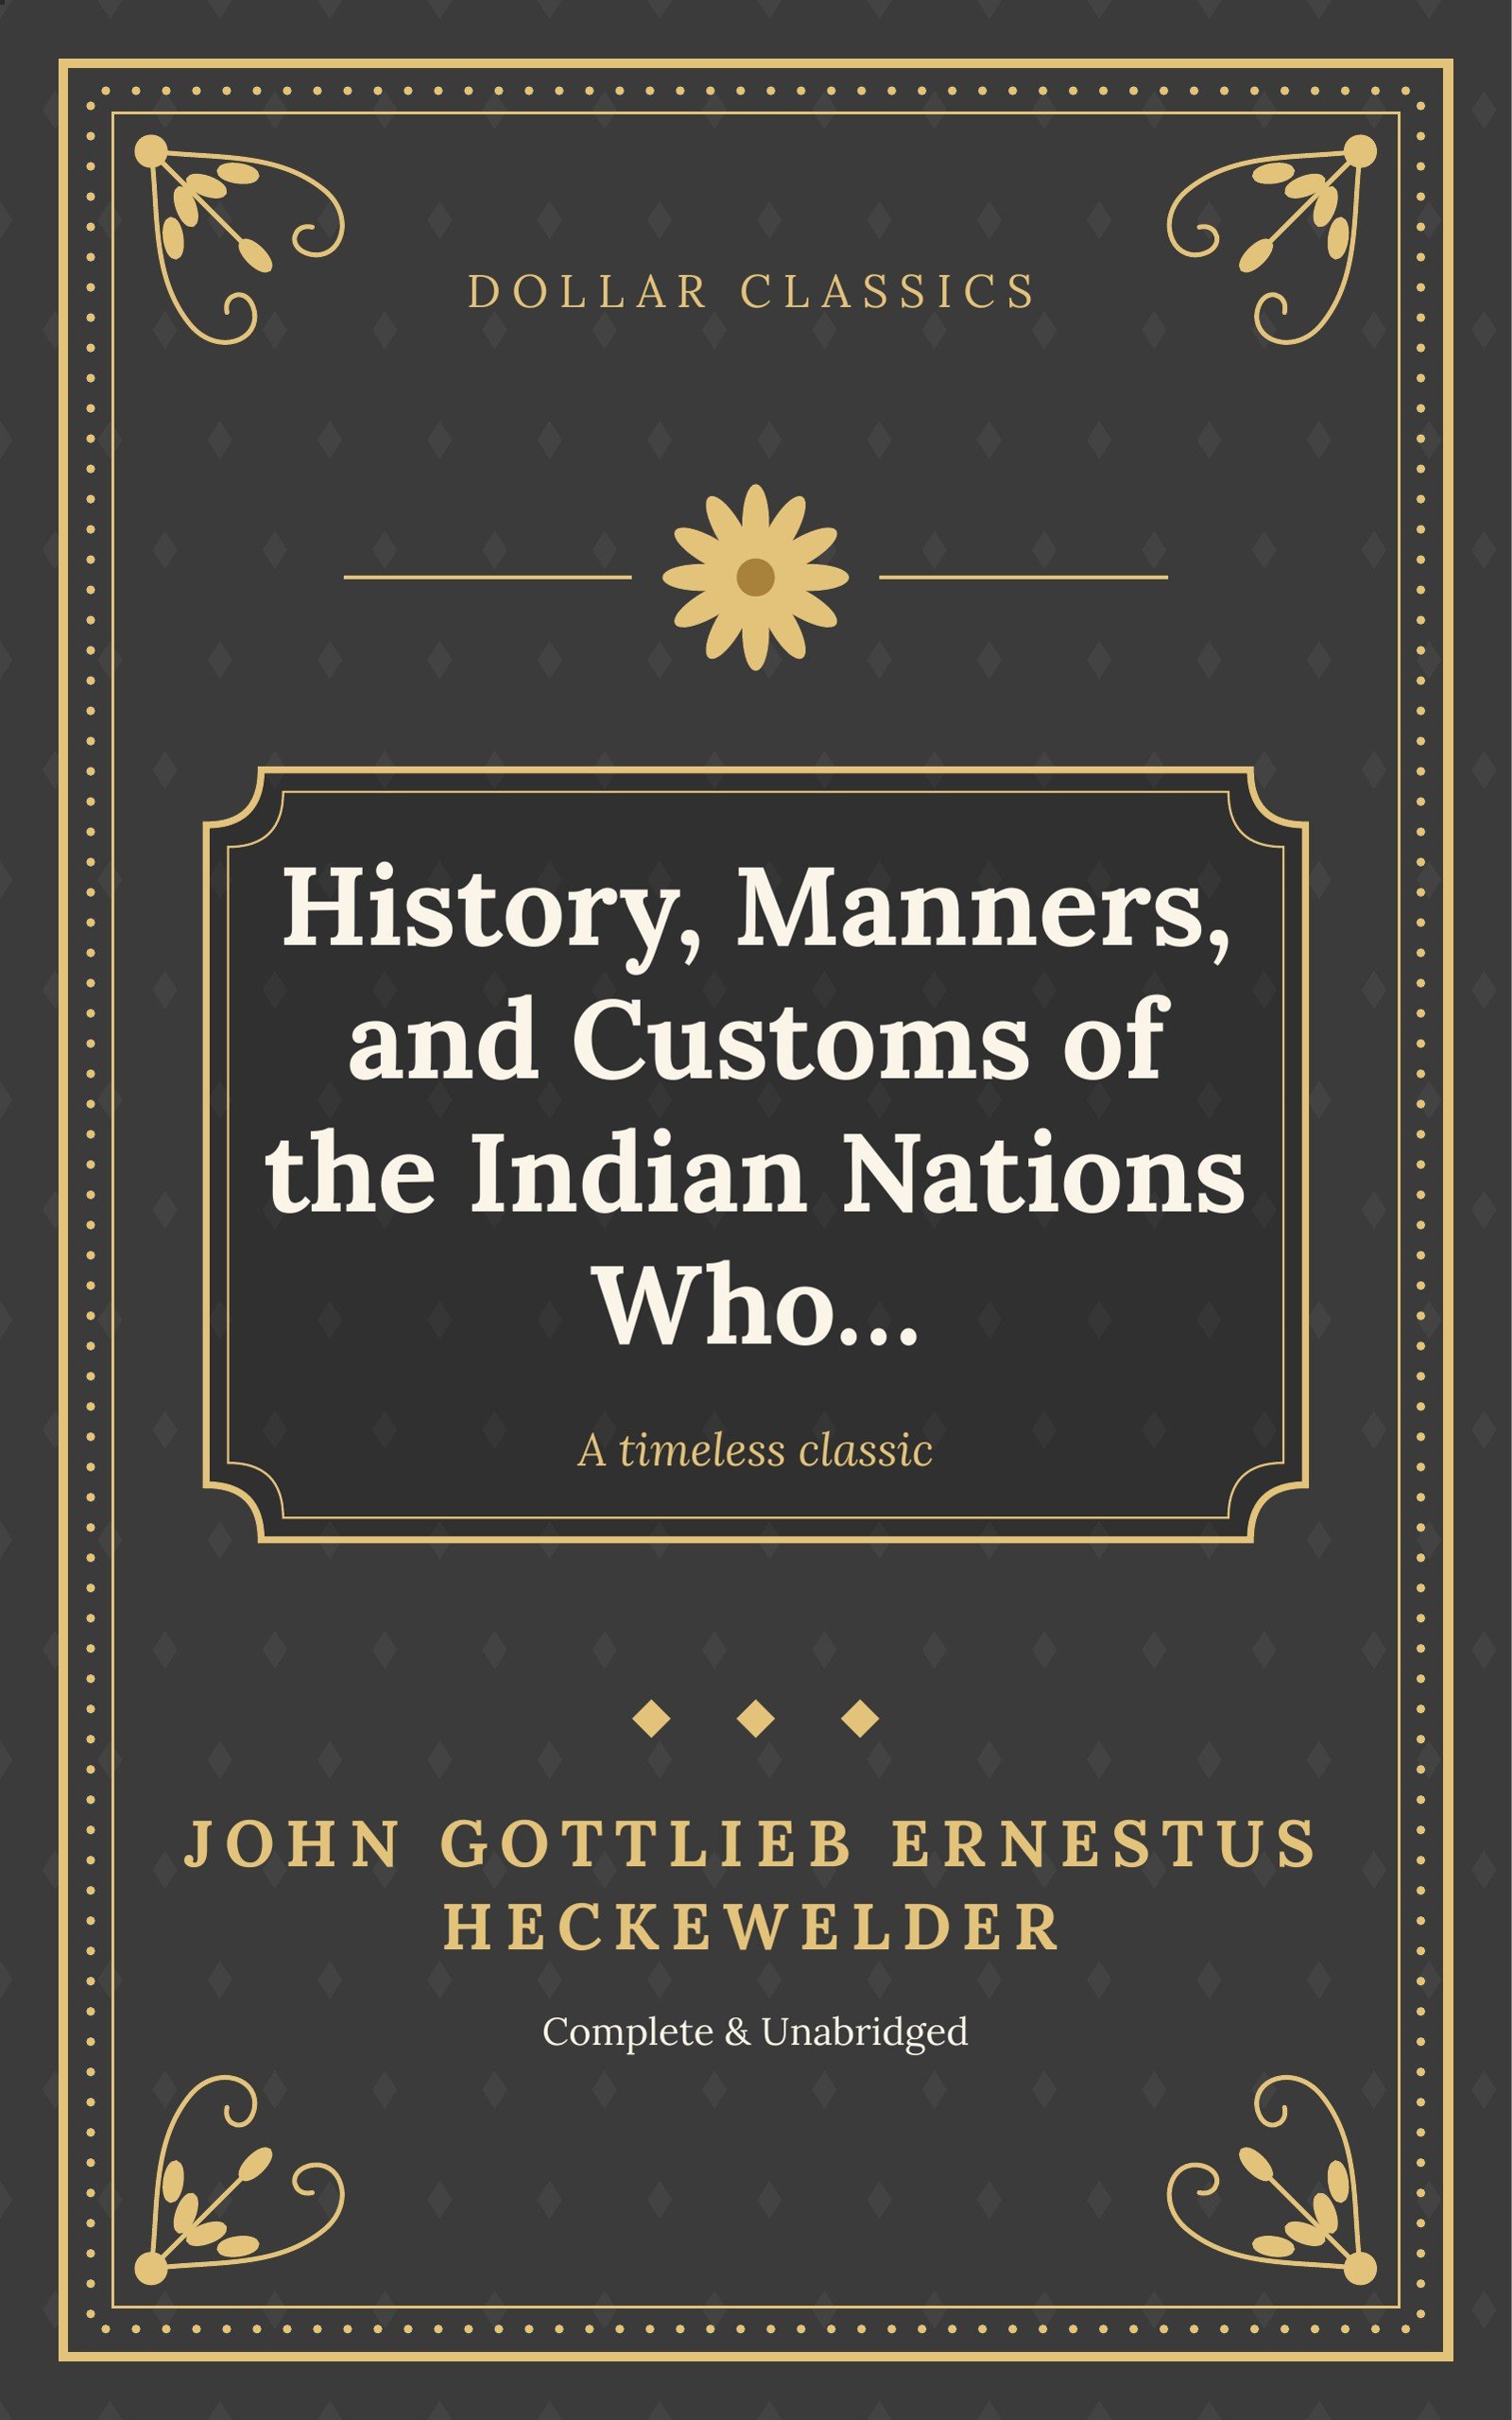 DOLLAR CLASSICS
History, Manners,
and Customs of
the Indian Nations
Who...
A timeless classic
JOHN GOTTLIEB ERNESTUS
HECKEWELDER
Complete & Unabridged